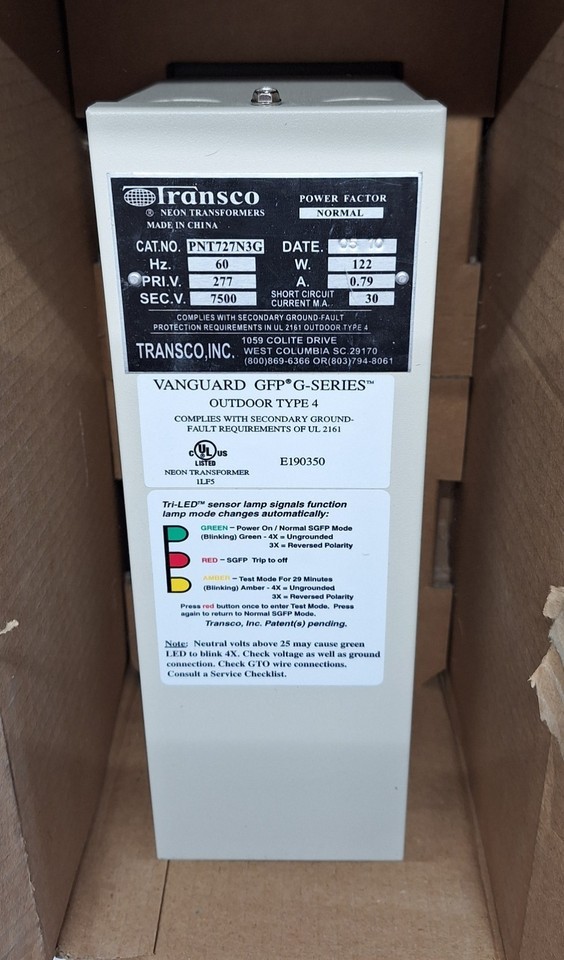 Transco
® NEON TRANSFORMERS
MADE IN CHINA
POWER FACTOR
NORMAL
CAT.NO. PNT727N3G DATE. 05 10
Hz. 60 W. 122
PRI.V. 277 A. 0.79
SEC.V. 7500 SHORT CIRCUIT CURRENT M.A. 30
COMPLIES WITH SECONDARY GROUND-FAULT
PROTECTION REQUIREMENTS IN UL 2161 OUTDOOR TYPE 4
TRANSCO,INC.
1059 COLITE DRIVE
WEST COLUMBIA SC.29170
(800)869-6366 OR(803)794-8061
VANGUARD GFP® G-SERIES™
OUTDOOR TYPE 4
COMPLIES WITH SECONDARY GROUND-
FAULT REQUIREMENTS OF UL 2161
C UL US
LISTED
NEON TRANSFORMER
1LF5
E190350
Tri-LED™ sensor lamp signals function
lamp mode changes automatically:
GREEN – Power On / Normal SGFP Mode
(Blinking) Green - 4X = Ungrounded
3X = Reversed Polarity
RED – SGFP Trip to off
AMBER – Test Mode For 29 Minutes
(Blinking) Amber - 4X = Ungrounded
3X = Reversed Polarity
Press red button once to enter Test Mode. Press
again to return to Normal SGFP Mode.
Transco, Inc. Patent(s) pending.
Note: Neutral volts above 25 may cause green
LED to blink 4X. Check voltage as well as ground
connection. Check GTO wire connections.
Consult a Service Checklist.